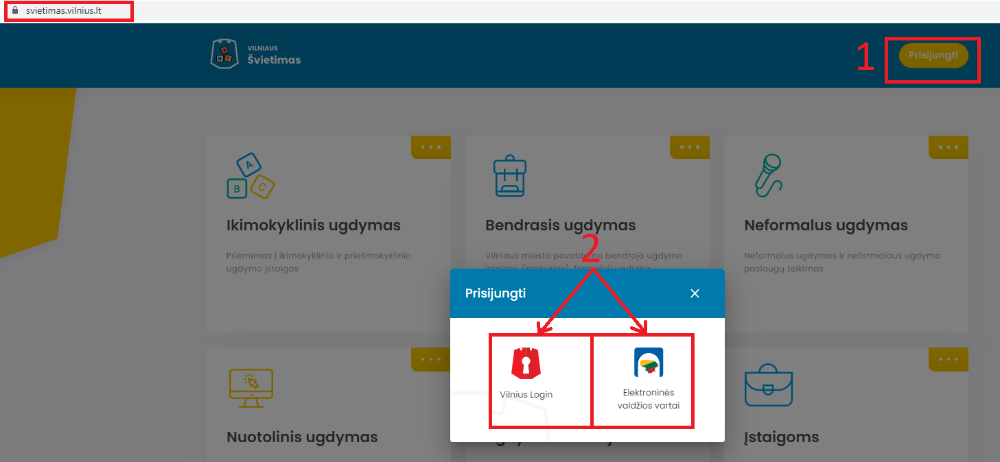 svietimas.vilnius.lt
VILNIAUS
Švietimas
1
Prisijungti
A
B C
A
B C
Ikimokyklinis ugdymas
Priėmimas į ikimokyklinio ir priešmokyklinio
ugdymo įstaigas
Bendrasis ugdymas
Vilniaus miesto pavaldumo bendrojo ugdymo
įstaigos (mokyklos), formalųjį ugdymą
Neformalus ugdymas
Neformalus ugdymas ir neformalaus ugdymo
paslaugų teikimas
2
Prisijungti
Vilnius Login
Elektroninės
valdžios vartai
Nuotolinis ugdymas
Įstaigoms